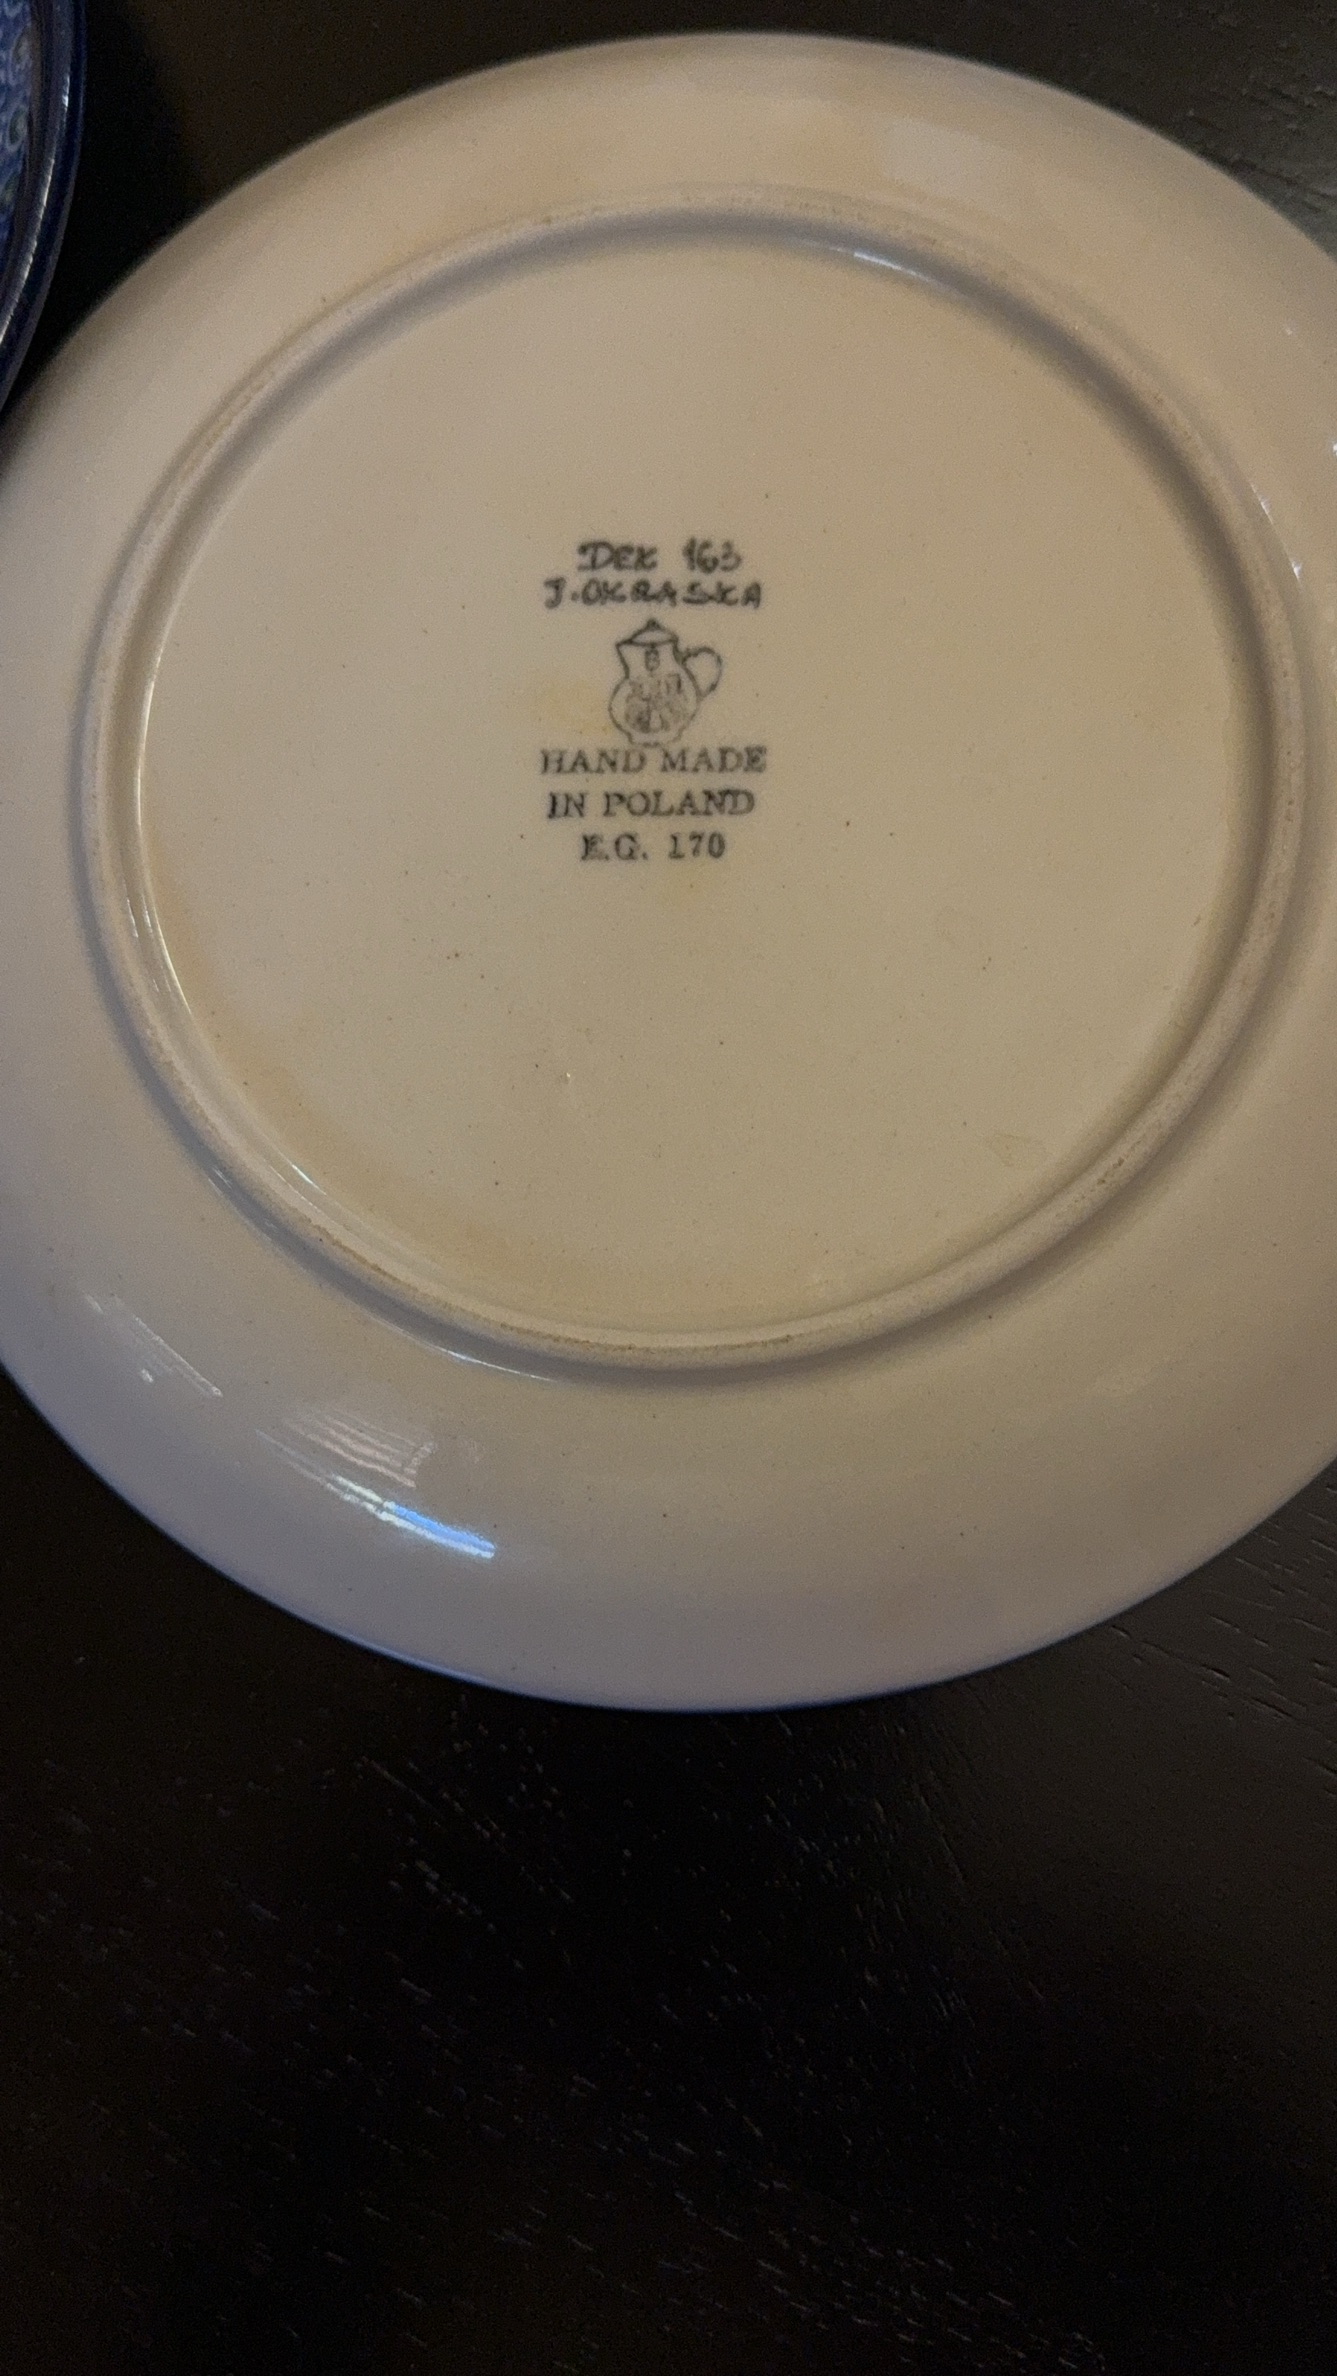 DEK 163
J.OKRASKA
HAND MADE
IN POLAND
E.G. 170